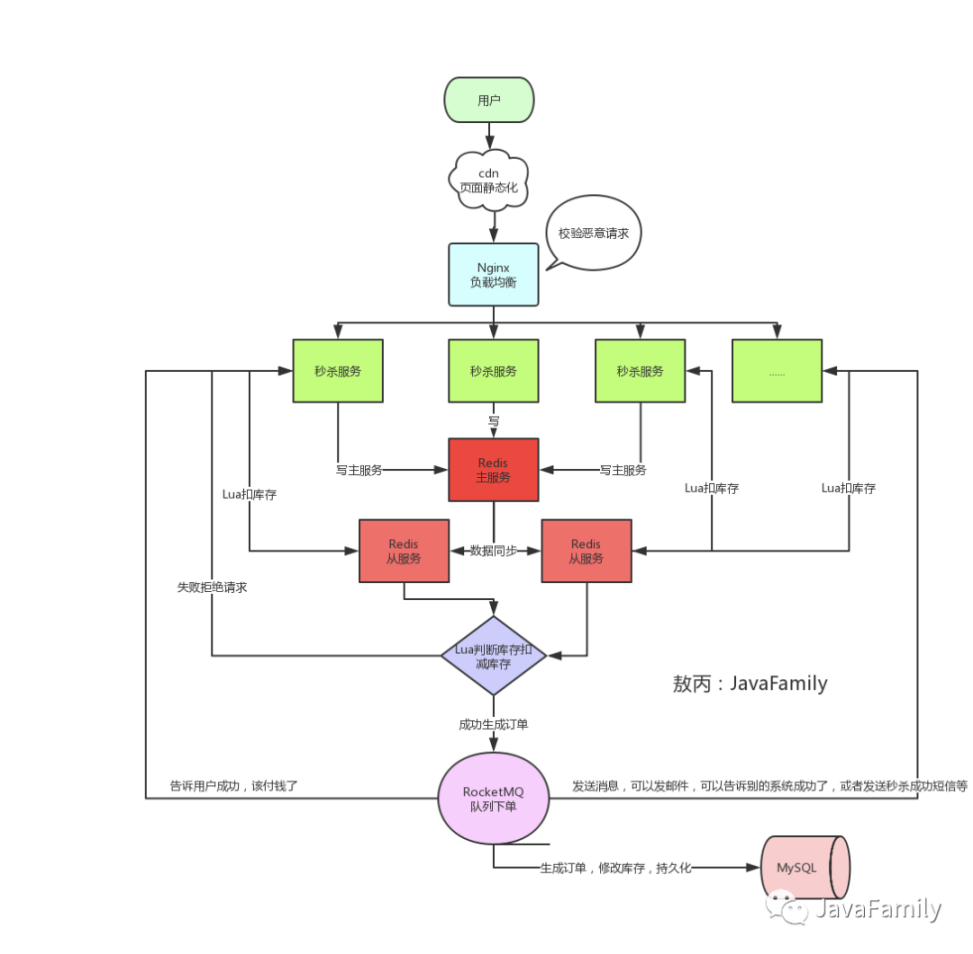 用户
cdn
页面静态化
校验恶意请求
Nginx
负载均衡
秒杀服务
秒杀服务
秒杀服务
......
写
Redis
主服务
写主服务
写主服务
Lua扣库存
Lua扣库存
Lua扣库存
Redis
从服务
数据同步
Redis
从服务
失败拒绝请求
Lua判断库存扣
减库存
敖丙：JavaFamily
成功生成订单
告诉用户成功，该付钱了
RocketMQ
队列下单
发送消息，可以发邮件，可以告诉别的系统成功了，或者发送秒杀成功短信等
生成订单，修改库存，持久化
MySQL
JavaFamily